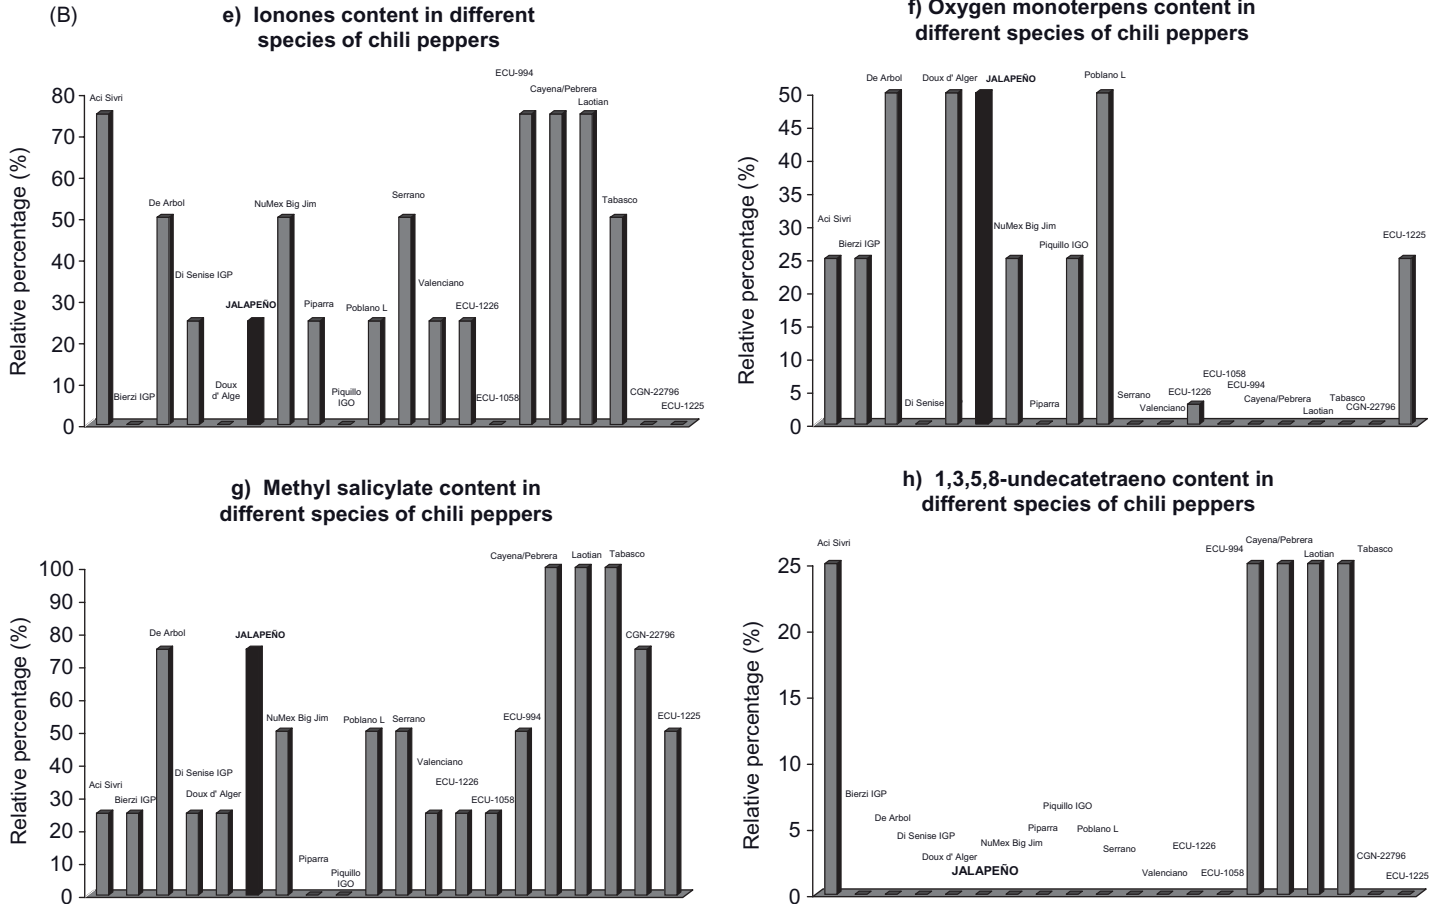 (B)
e) Ionones content in different
species of chili peppers
Relative percentage (%)
80
70
60
50
40
30
20
10
0
Aci Sivri
Bierzi IGP
De Arbol
Di Senise IGP
Doux
d' Alge
JALAPEÑO
NuMex Big Jim
Piparra
Piquillo
IGO
Poblano L
Serrano
Valenciano
ECU-1226
ECU-1058
ECU-994
Cayena/Pebrera
Laotian
Tabasco
CGN-22796
ECU-1225
f) Oxygen monoterpens content in
different species of chili peppers
Relative percentage (%)
50
45
40
35
30
25
20
15
10
5
0
Aci Sivri
Bierzi IGP
De Arbol
Di Senise
Doux d' Alger
JALAPEÑO
NuMex Big Jim
Piparra
Piquillo IGO
Poblano L
Serrano
Valenciano
ECU-1226
ECU-1058
ECU-994
Cayena/Pebrera
Laotian
Tabasco
CGN-22796
ECU-1225
g) Methyl salicylate content in
different species of chili peppers
Relative percentage (%)
100
90
80
70
60
50
40
30
20
10
0
Aci Sivri
Bierzi IGP
De Arbol
Di Senise IGP
Doux d' Alger
JALAPEÑO
NuMex Big Jim
Piparra
Piquillo
IGO
Poblano L
Serrano
Valenciano
ECU-1226
ECU-1058
ECU-994
Cayena/Pebrera
Laotian
Tabasco
CGN-22796
ECU-1225
h) 1,3,5,8-undecatetraeno content in
different species of chili peppers
Relative percentage (%)
25
20
15
10
5
0
Aci Sivri
Bierzi IGP
De Arbol
Di Senise IGP
Doux d' Alger
JALAPEÑO
NuMex Big Jim
Piparra
Piquillo IGO
Poblano L
Serrano
Valenciano
ECU-1226
ECU-1058
ECU-994
Cayena/Pebrera
Laotian
Tabasco
CGN-22796
ECU-1225